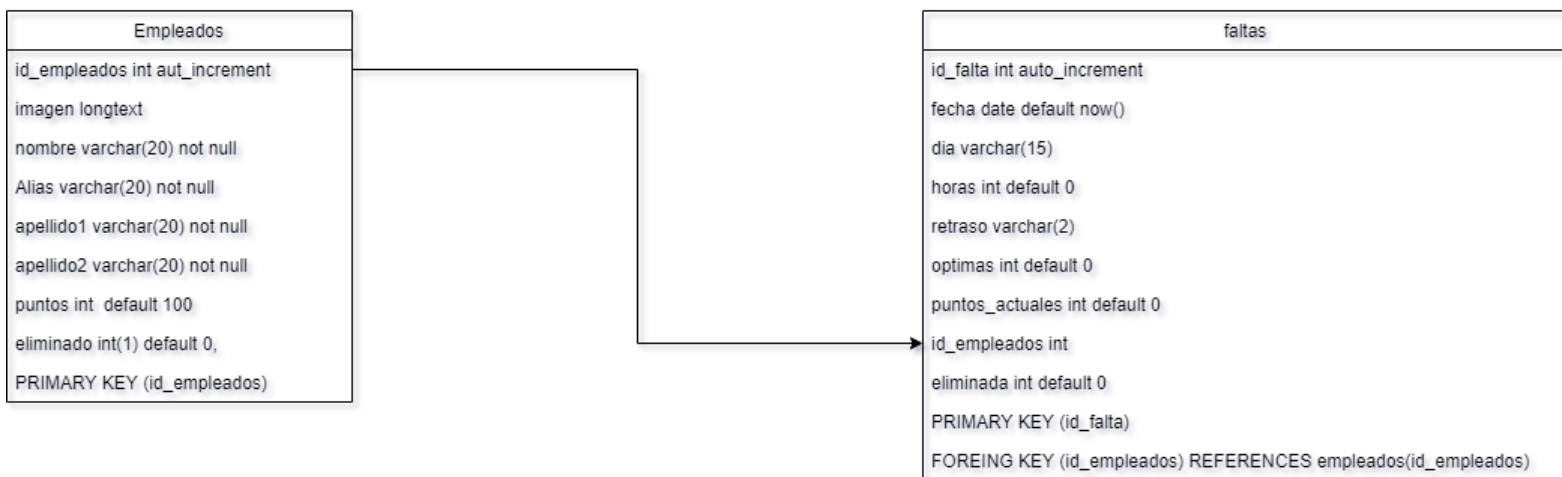 Empleados
id_empleados int aut_increment
imagen longtext
nombre varchar(20) not null
Alias varchar(20) not null
apellido1 varchar(20) not null
apellido2 varchar(20) not null
puntos int  default 100
eliminado int(1) default 0,
PRIMARY KEY (id_empleados)
faltas
id_falta int auto_increment
fecha date default now()
dia varchar(15)
horas int default 0
retraso varchar(2)
optimas int default 0
puntos_actuales int default 0
id_empleados int
eliminada int default 0
PRIMARY KEY (id_falta)
FOREING KEY (id_empleados) REFERENCES empleados(id_empleados)